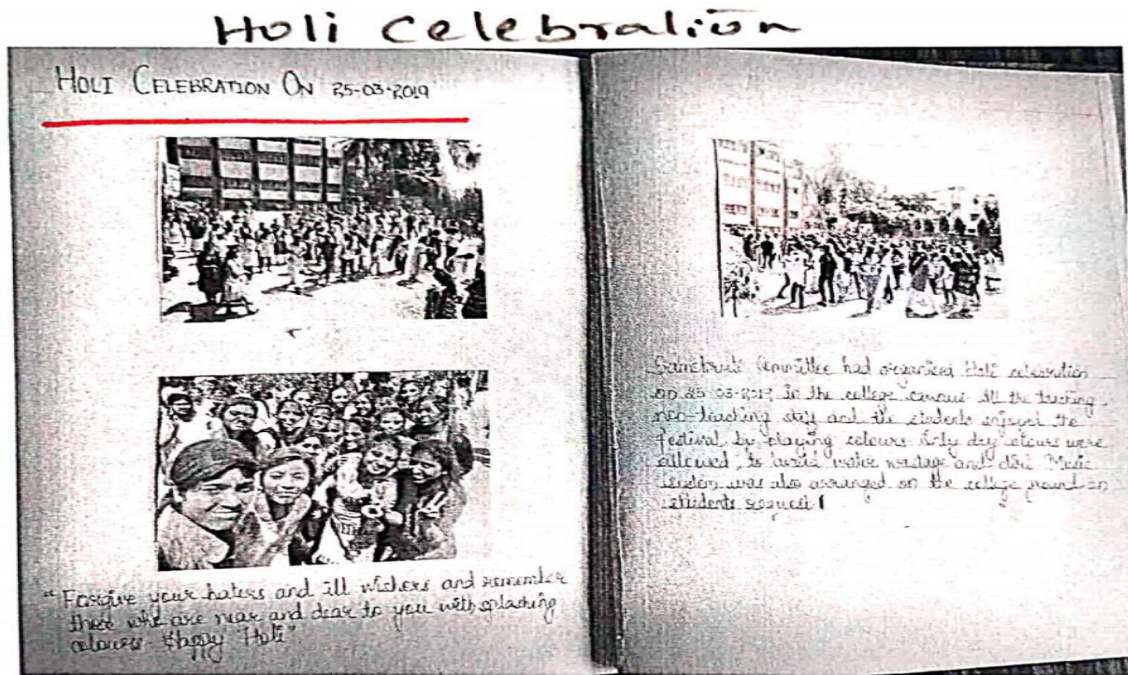 Holi Celebration
HOLI CELEBRATION ON 25-03-2019
"Forgive your haters and ill wishers and remember
those who are near and dear to you with splashing
colours. Happy Holi"
Committee had organised Holi celebration
on 25-03-2019 in the college campus. All the teaching,
non-teaching staff and the students enjoyed the
festival by playing colours. Only dry colours were
allowed to avoid water wastage and Music
was also arranged on the college ground on
students request